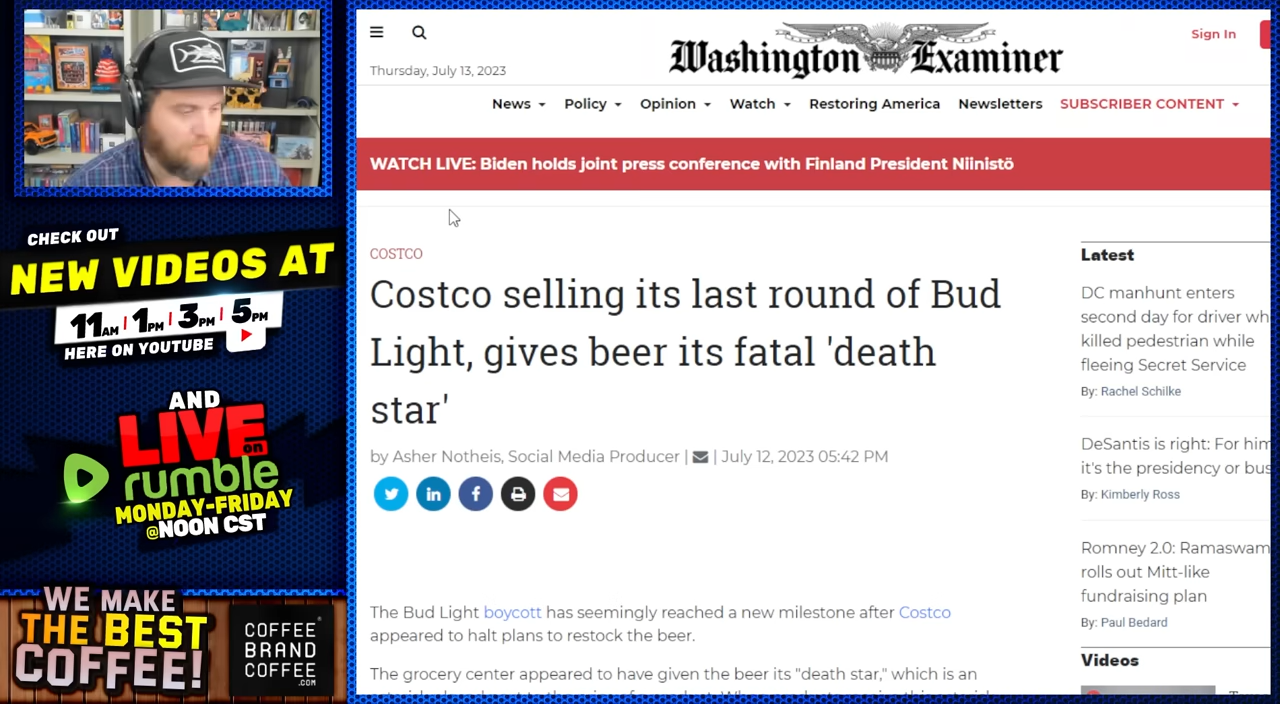 CHECK OUT
NEW VIDEOS AT
11AM | 1PM | 3PM | 5PM
HERE ON YOUTUBE
AND
LIVE on
rumble
MONDAY-FRIDAY
@NOON CST
WE MAKE
THE BEST
COFFEE!
COFFEE
BRAND
COFFEE
.COM
Washington Examiner
Sign In
Thursday, July 13, 2023
News Policy Opinion Watch Restoring America Newsletters SUBSCRIBER CONTENT
WATCH LIVE: Biden holds joint press conference with Finland President Niinistö
COSTCO
Costco selling its last round of Bud
Light, gives beer its fatal 'death
star'
by Asher Notheis, Social Media Producer | | July 12, 2023 05:42 PM
The Bud Light boycott has seemingly reached a new milestone after Costco
appeared to halt plans to restock the beer.
The grocery center appeared to have given the beer its "death star," which is an
Latest
DC manhunt enters
second day for driver wh
killed pedestrian while
fleeing Secret Service
By: Rachel Schilke
DeSantis is right: For him
it's the presidency or bus
By: Kimberly Ross
Romney 2.0: Ramaswam
rolls out Mitt-like
fundraising plan
By: Paul Bedard
Videos